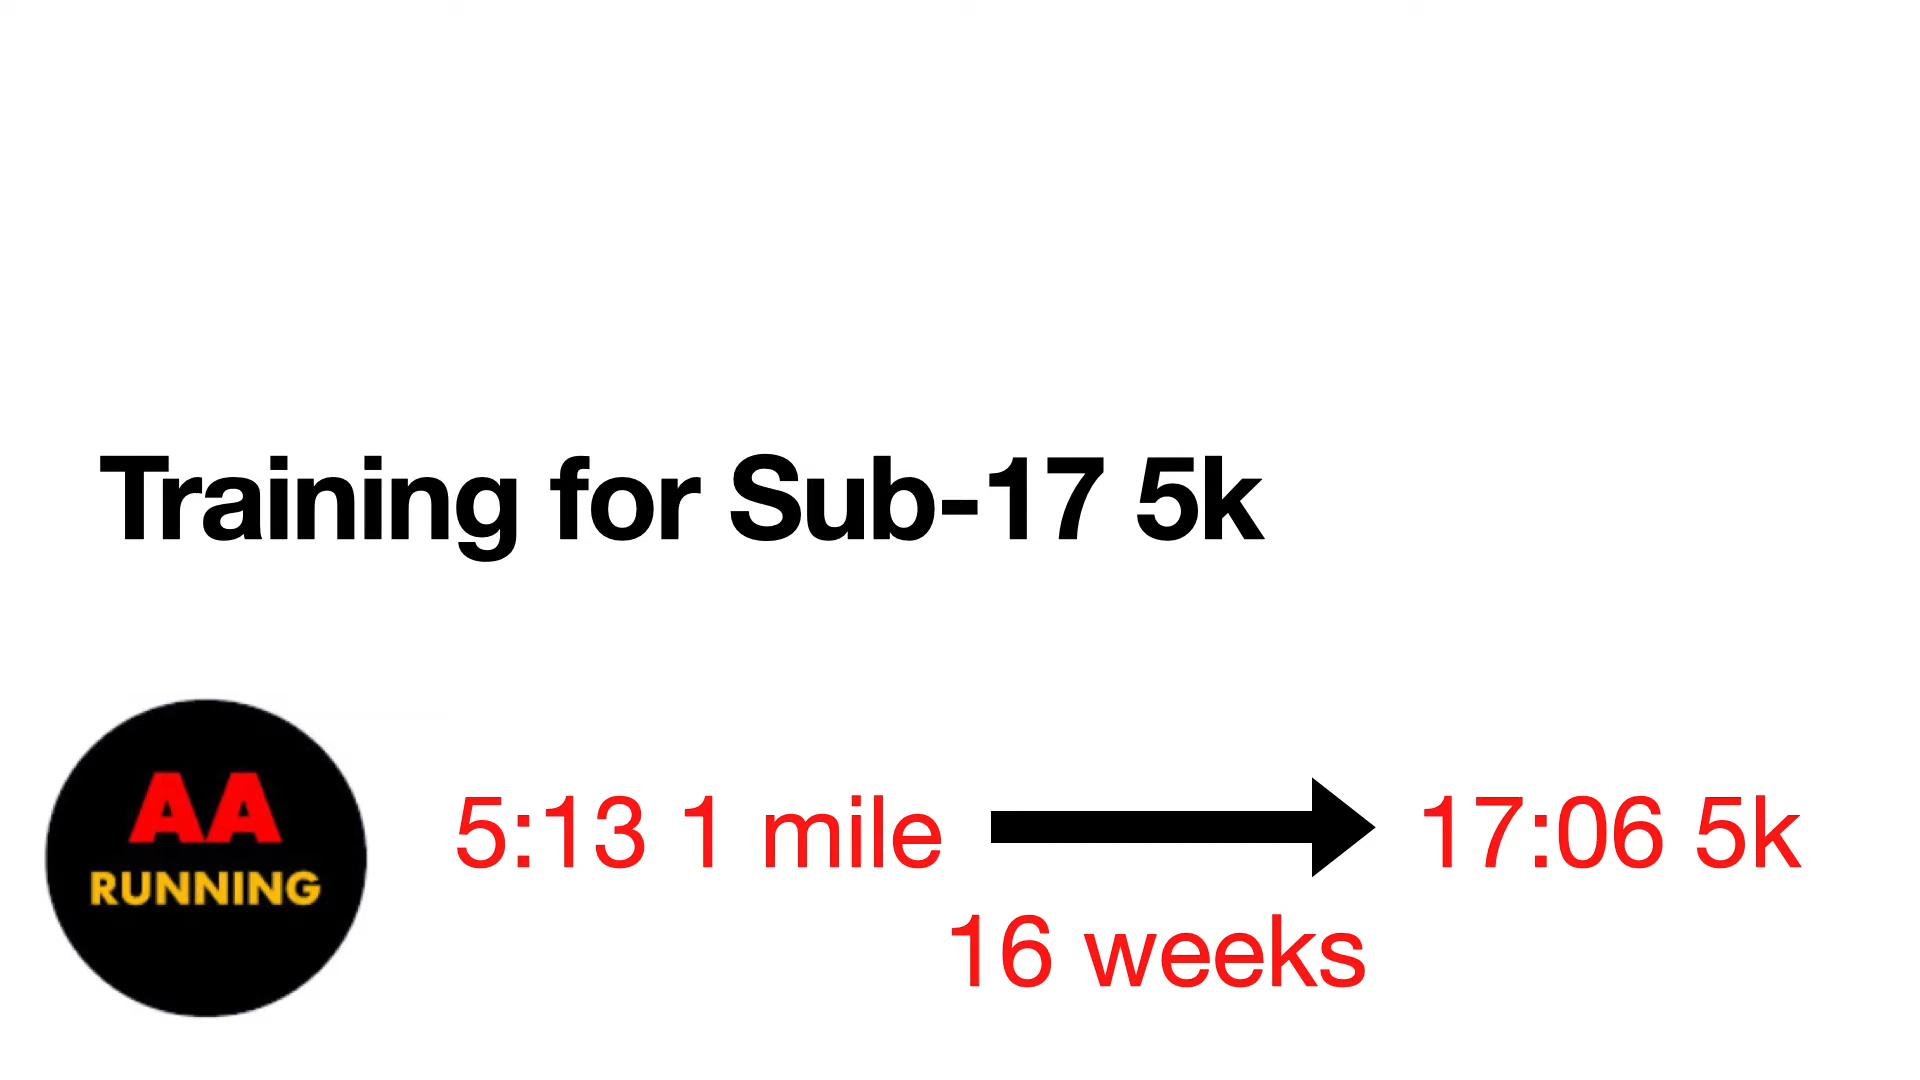 Training for Sub-17 5k
AA
RUNNING
5:13 1 mile 17:06 5k
16 weeks